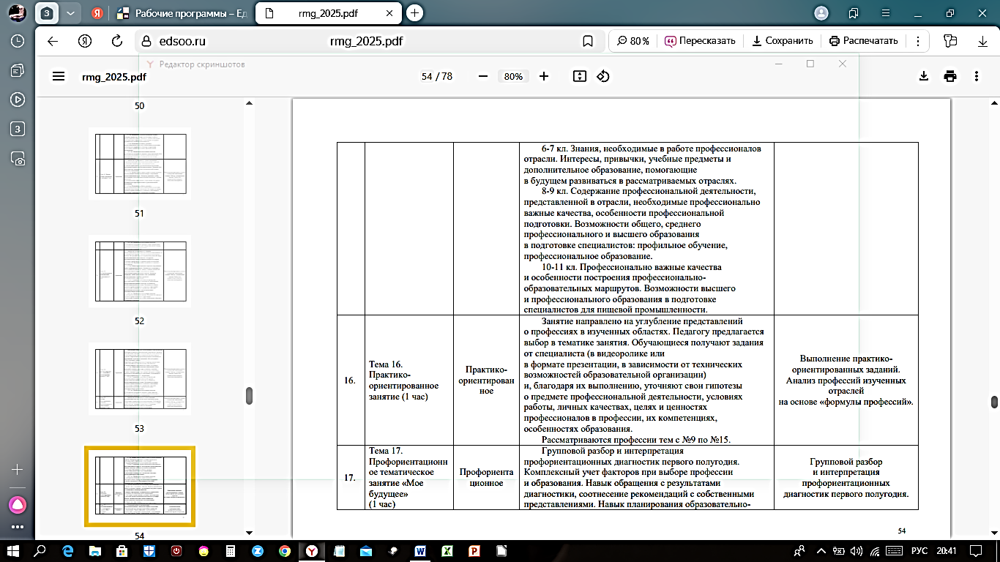 3
Рабочие программы – Ед
rmg_2025.pdf
edsoo.ru
rmg_2025.pdf
80%
Пересказать
Сохранить
Распечатать
Редактор скриншотов
rmg_2025.pdf
54 / 78
80%
3
50
51
52
53
54
6-7 кл. Знания, необходимые в работе профессионалов
отрасли. Интересы, привычки, учебные предметы и
дополнительное образование, помогающие
в будущем развиваться в рассматриваемых отраслях.
8-9 кл. Содержание профессиональной деятельности,
представленной в отрасли, необходимые профессионально
важные качества, особенности профессиональной
подготовки. Возможности общего, среднего
профессионального и высшего образования
в подготовке специалистов: профильное обучение,
профессиональное образование.
10-11 кл. Профессионально важные качества
и особенности построения профессионально-
образовательных маршрутов. Возможности высшего
и профессионального образования в подготовке
специалистов для пищевой промышленности.
16.
Тема 16.
Практико-
ориентированное
занятие (1 час)
Практико-
ориентирован
ное
Занятие направлено на углубление представлений
о профессиях в изученных областях. Педагогу предлагается
выбор в тематике занятия. Обучающиеся получают задания
от специалиста (в видеоролике или
в формате презентации, в зависимости от технических
возможностей образовательной организации)
и, благодаря их выполнению, уточняют свои гипотезы
о предмете профессиональной деятельности, условиях
работы, личных качествах, целях и ценностях
профессионалов в профессии, их компетенциях,
особенностях образования.
Рассматриваются профессии тем с №9 по №15.
Выполнение практико-
ориентированных заданий.
Анализ профессий изученных
отраслей
на основе «формулы профессий».
17.
Тема 17.
Профориентационн
ое тематическое
занятие «Мое
будущее»
(1 час)
Профориента
ционное
Групповой разбор и интерпретация
профориентационных диагностик первого полугодия.
Комплексный учет факторов при выборе профессии
и образования. Навык обращения с результатами
диагностики, соотнесение рекомендаций с собственными
представлениями. Навык планирования образовательно-
Групповой разбор
и интерпретация
профориентационных
диагностик первого полугодия.
54
РУС
20:41